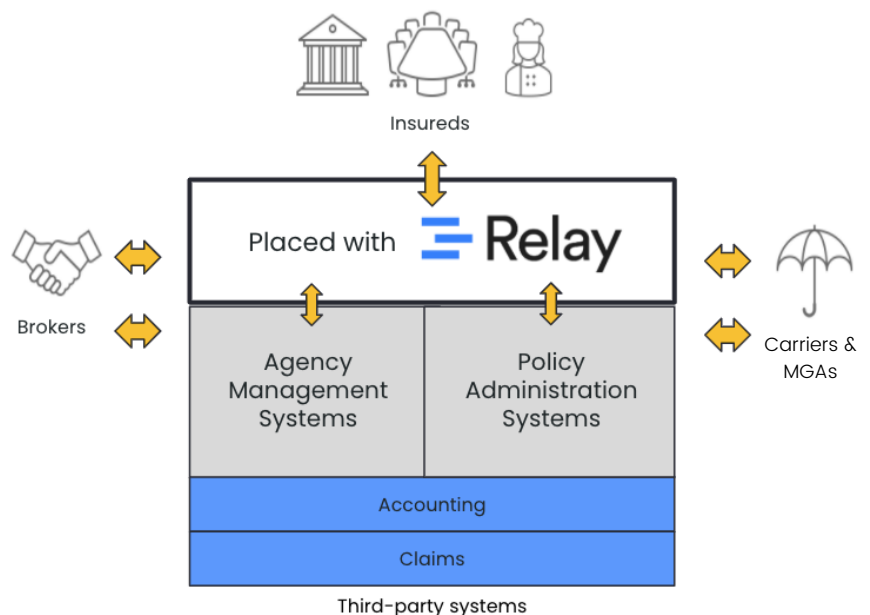 Insureds
Placed with Relay
Brokers
Carriers &
MGAs
Agency
Management
Systems
Policy
Administration
Systems
Accounting
Claims
Third-party systems